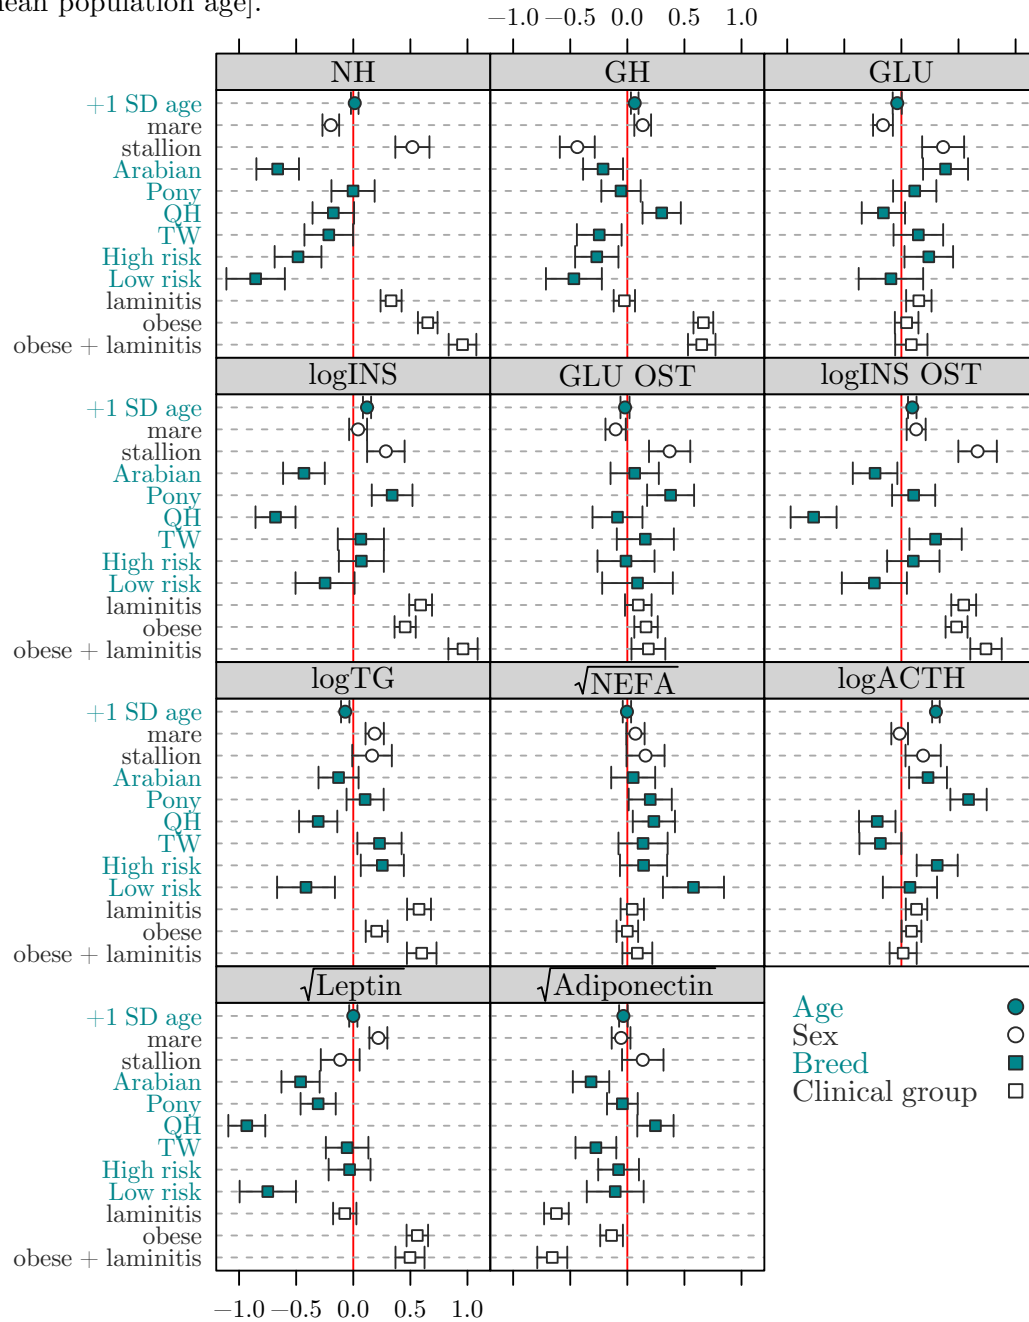 mean population age].
−1.0 −0.5 0.0 0.5 1.0
NH GH GLU
+1 SD age
mare
stallion
Arabian
Pony
QH
TW
High risk
Low risk
laminitis
obese
obese + laminitis
logINS GLU OST logINS OST
+1 SD age
mare
stallion
Arabian
Pony
QH
TW
High risk
Low risk
laminitis
obese
obese + laminitis
logTG √NEFA logACTH
+1 SD age
mare
stallion
Arabian
Pony
QH
TW
High risk
Low risk
laminitis
obese
obese + laminitis
√Leptin √Adiponectin
+1 SD age
mare
stallion
Arabian
Pony
QH
TW
High risk
Low risk
laminitis
obese
obese + laminitis
Age
Sex
Breed
Clinical group
−1.0 −0.5 0.0 0.5 1.0